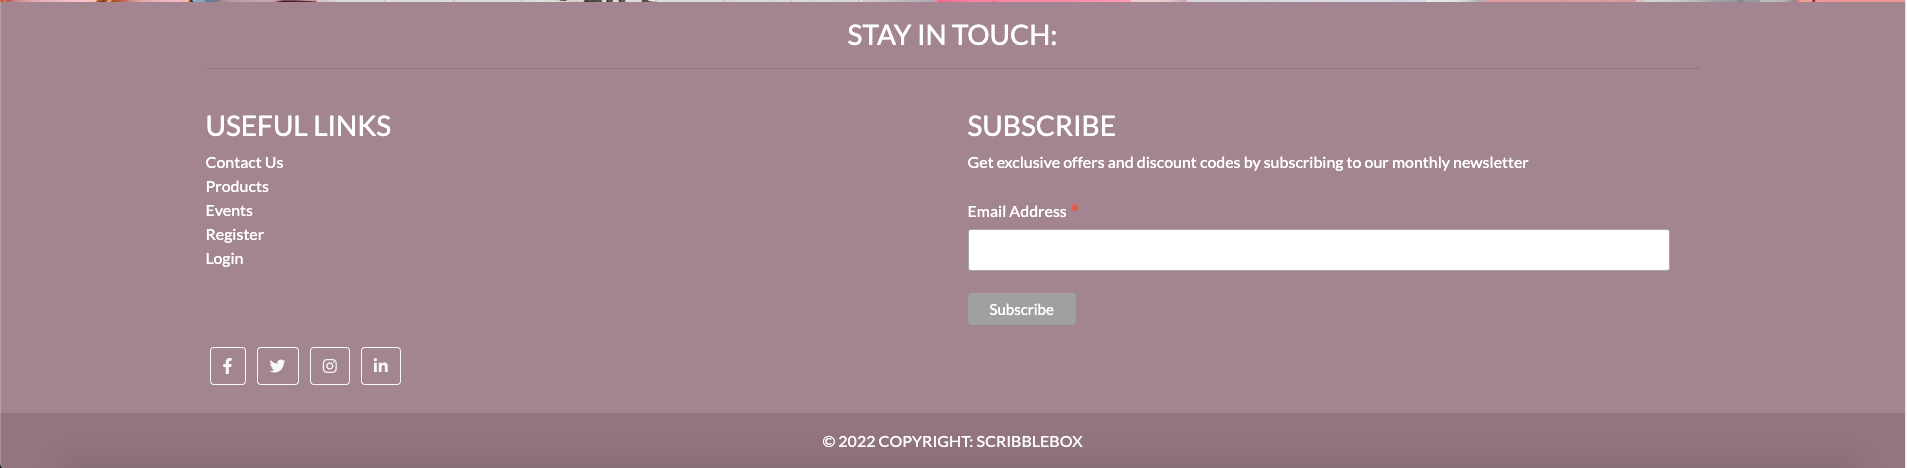 STAY IN TOUCH:
USEFUL LINKS
Contact Us
Products
Events
Register
Login
SUBSCRIBE
Get exclusive offers and discount codes by subscribing to our monthly newsletter
Email Address *
Subscribe
© 2022 COPYRIGHT: SCRIBBLEBOX